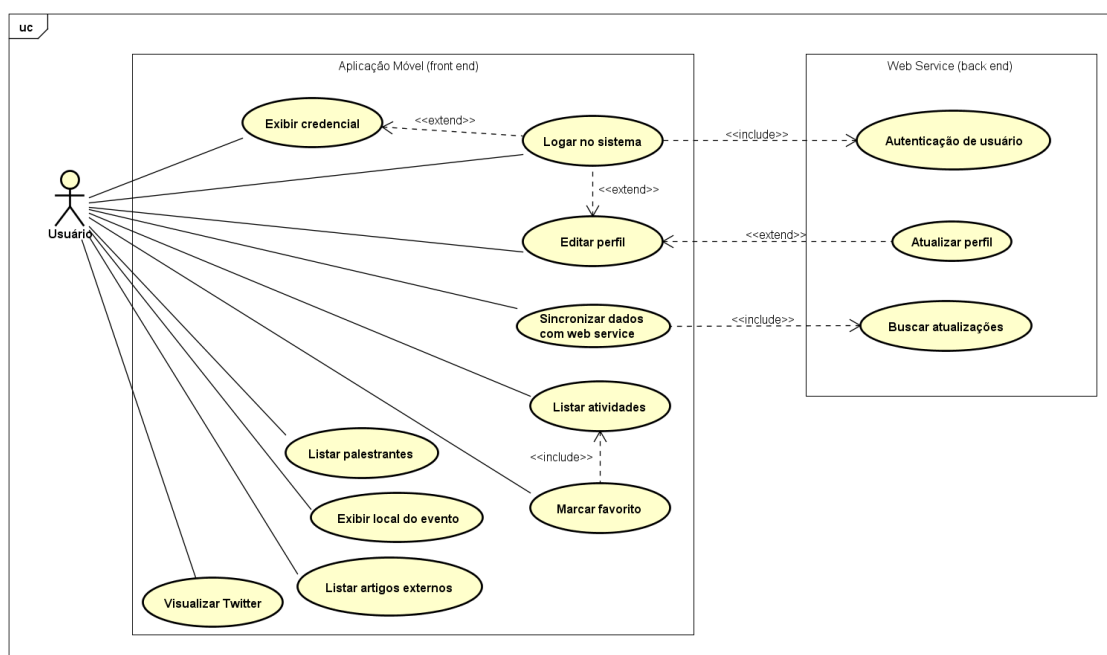 uc
Aplicação Móvel (front end)
Web Service (back end)
Exibir credencial
<<extend>>
Logar no sistema
<<include>>
Autenticação de usuário
<<extend>>
Usuário
Editar perfil
<<extend>>
Atualizar perfil
Sincronizar dados
com web service
<<include>>
Buscar atualizações
Listar atividades
Listar palestrantes
<<include>>
Marcar favorito
Exibir local do evento
Listar artigos externos
Visualizar Twitter